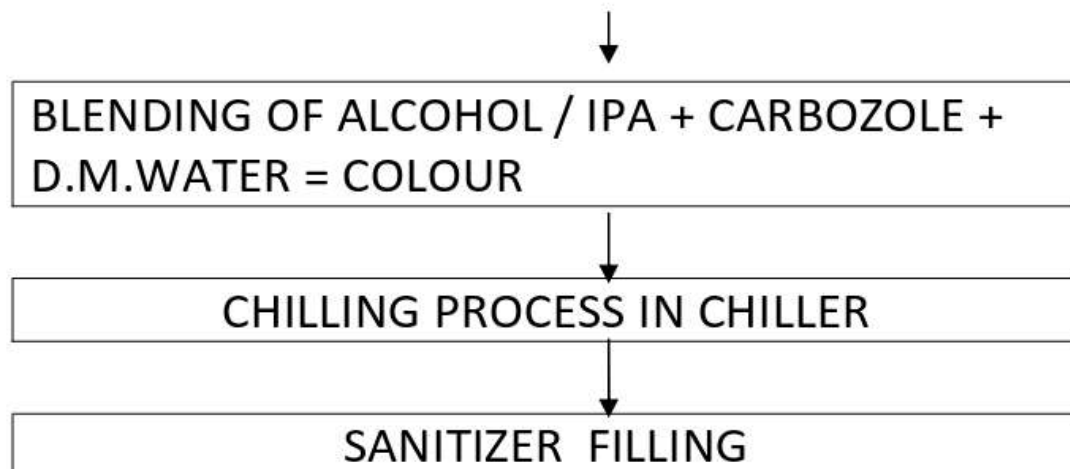 BLENDING OF ALCOHOL / IPA + CARBOZOLE +
D.M.WATER = COLOUR
CHILLING PROCESS IN CHILLER
SANITIZER FILLING